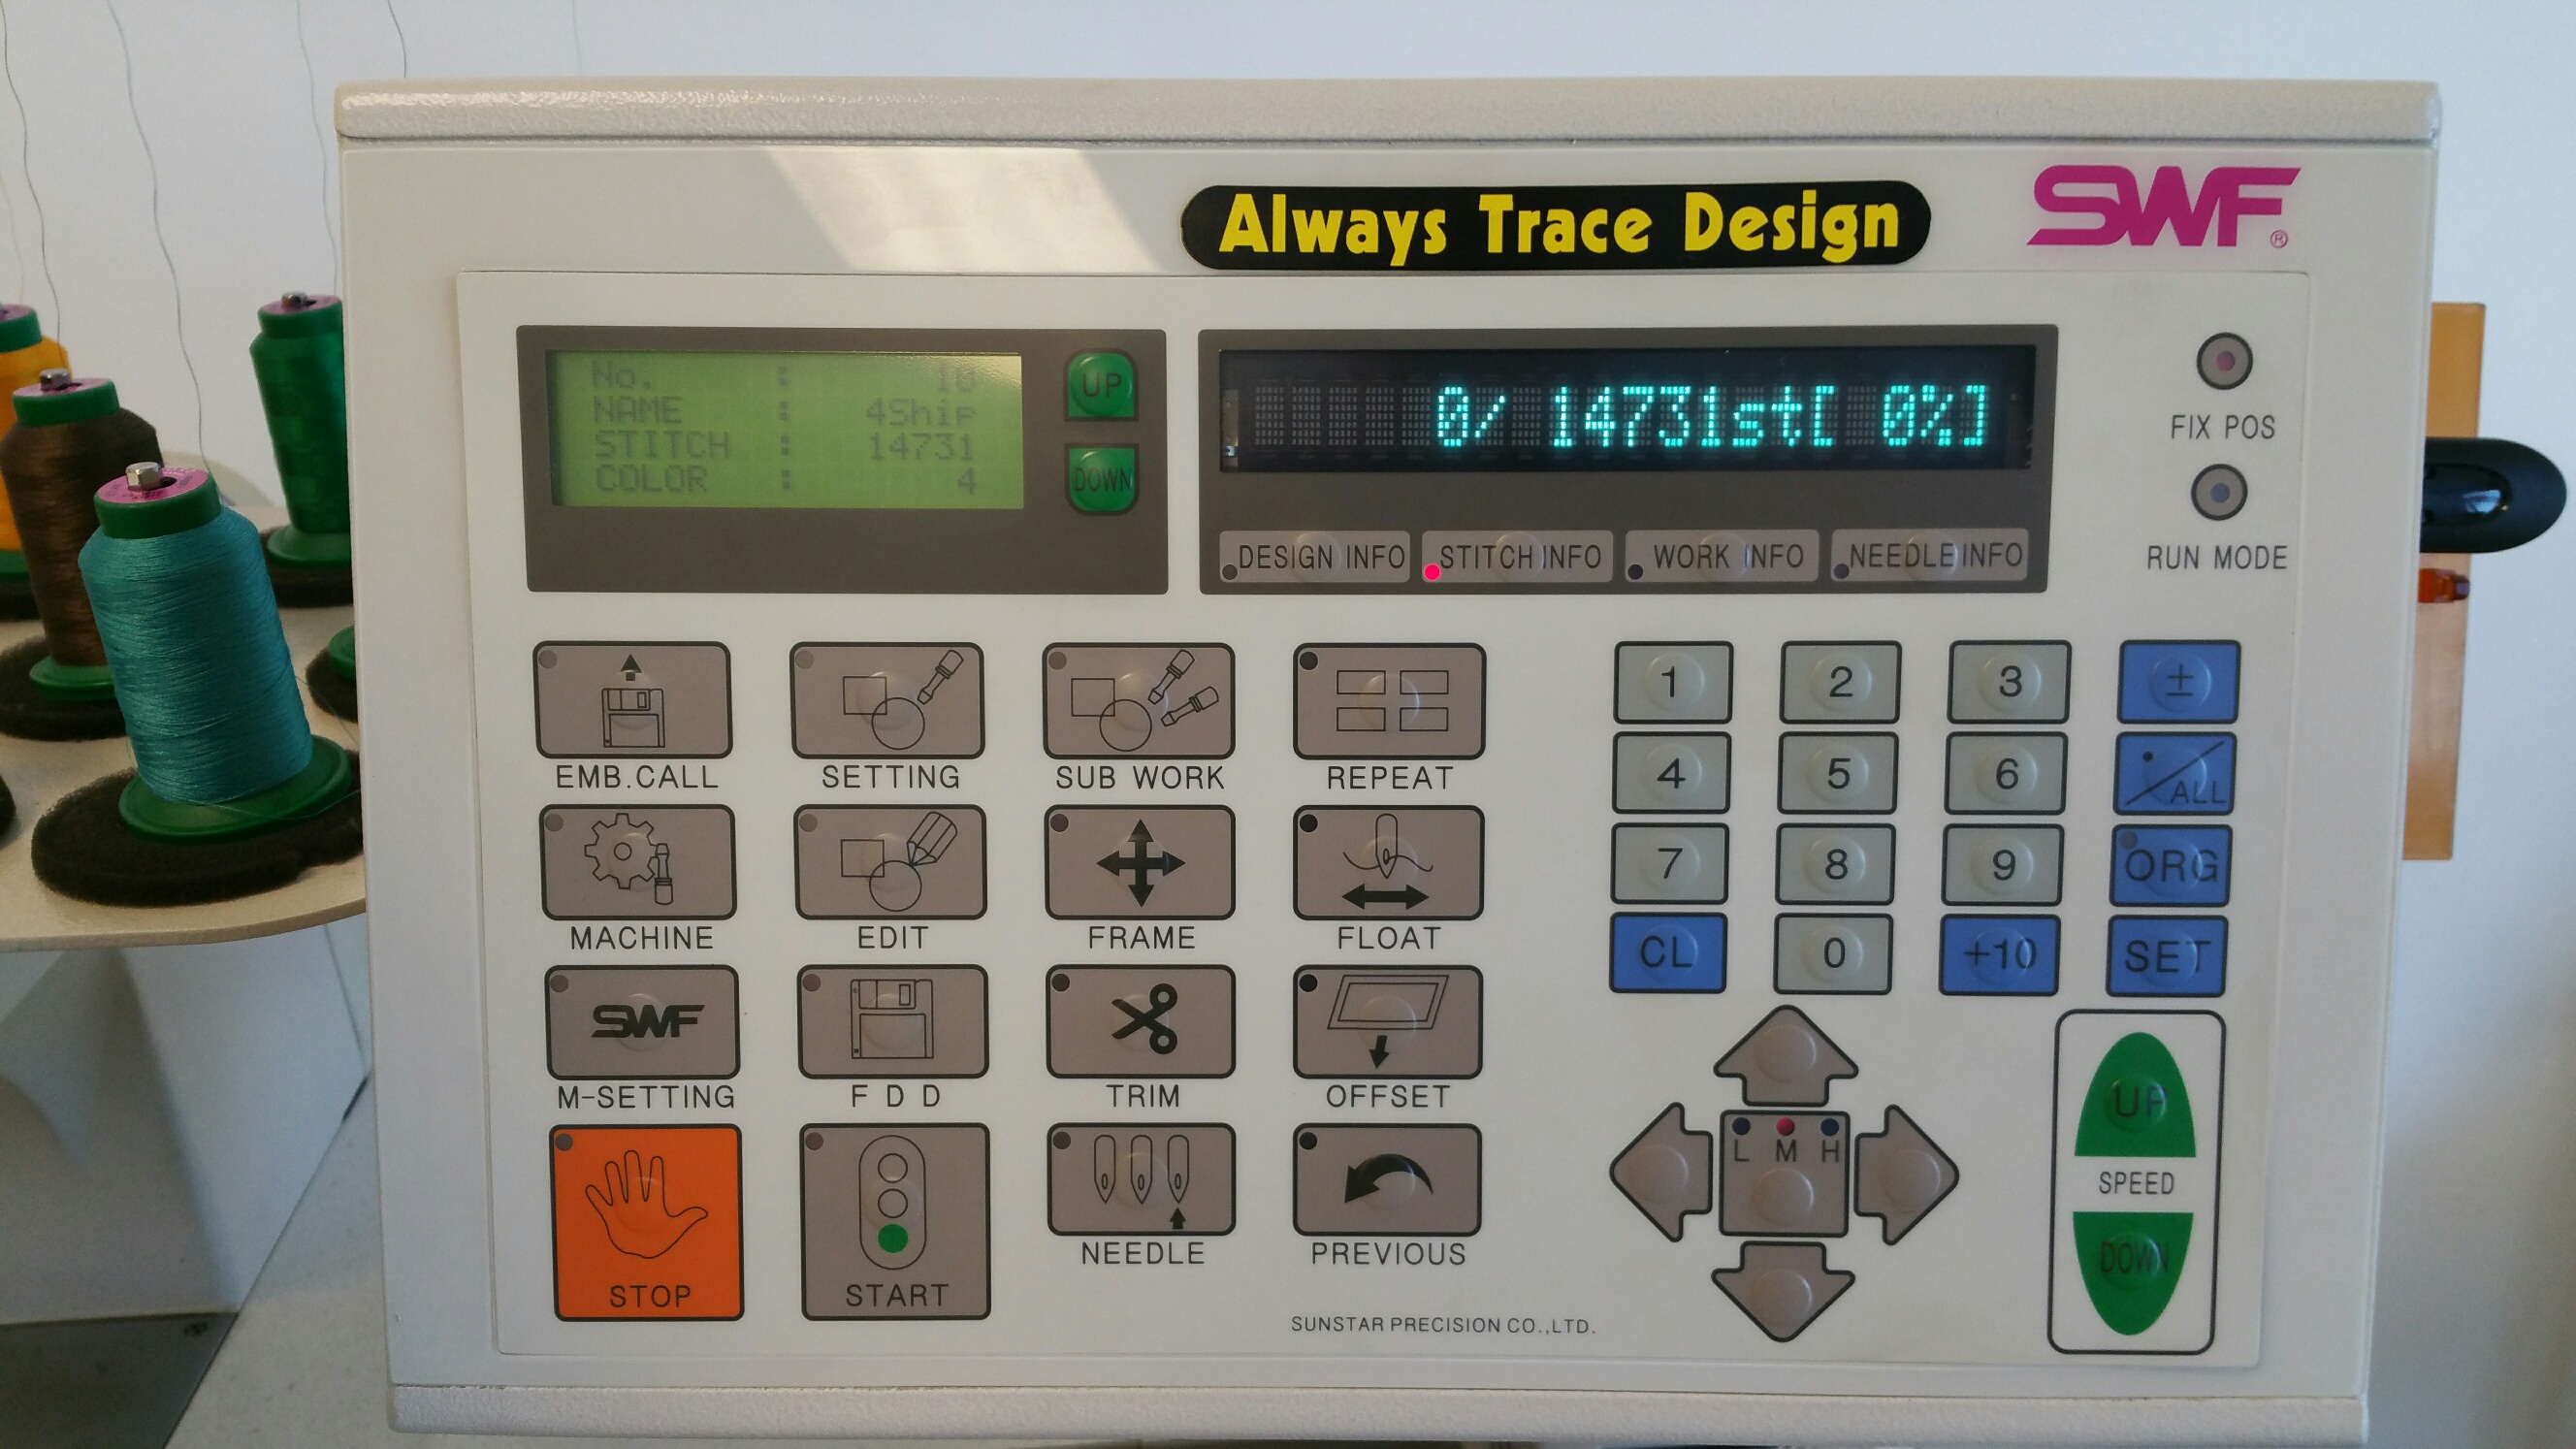 Always Trace Design
SWF®
No. : 10
NAME : 4Ship
STITCH : 14731
COLOR : 4
UP
DOWN
0/ 14731st[ 0%]
DESIGN INFO
STITCH INFO
WORK INFO
NEEDLE INFO
FIX POS
RUN MODE
EMB.CALL
SETTING
SUB WORK
REPEAT
1
2
3
±
MACHINE
EDIT
FRAME
FLOAT
4
5
6
./ALL
7
8
9
ORG
SWF
M-SETTING
F D D
TRIM
OFFSET
CL
0
+10
SET
STOP
START
NEEDLE
PREVIOUS
L M H
UP
SPEED
DOWN
SUNSTAR PRECISION CO.,LTD.